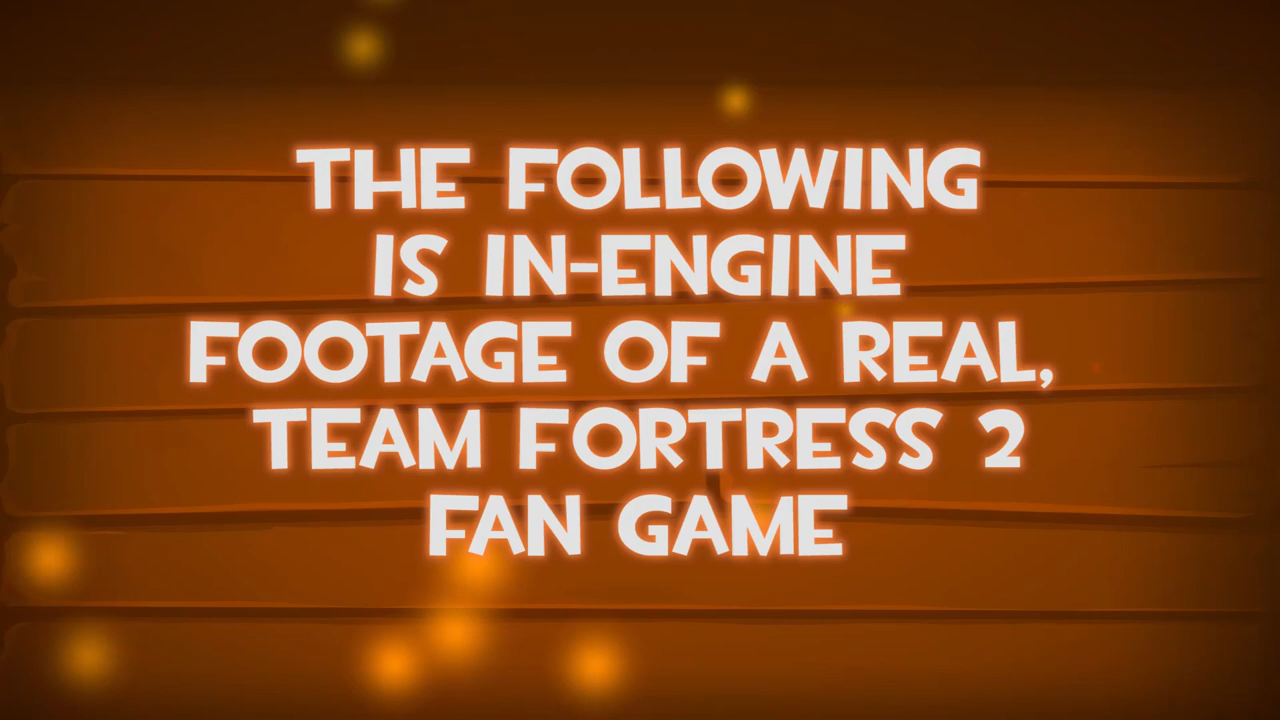 THE FOLLOWING
IS IN-ENGINE
FOOTAGE OF A REAL,
TEAM FORTRESS 2
FAN GAME